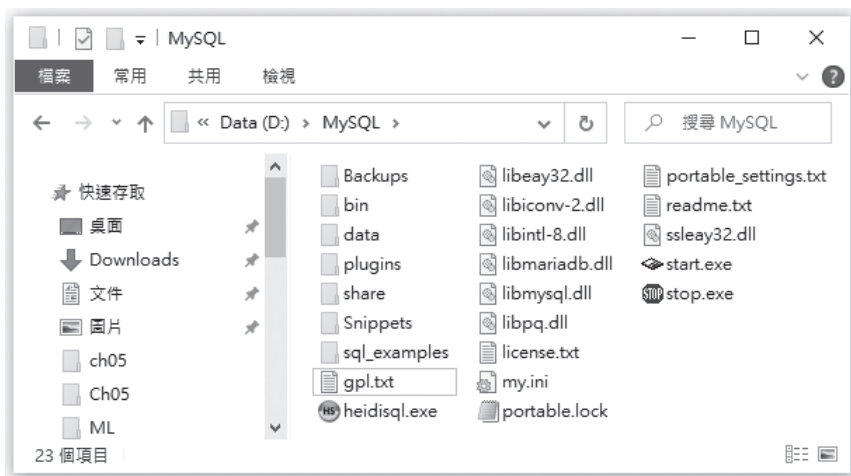 MySQL
檔案 常用 共用 檢視
« Data (D:) › MySQL › 搜尋 MySQL
快速存取
桌面
Downloads
文件
圖片
ch05
Ch05
ML
Backups
bin
data
plugins
share
Snippets
sql_examples
gpl.txt
HS heidisql.exe
libeay32.dll
libiconv-2.dll
libintl-8.dll
libmariadb.dll
libmysql.dll
libpq.dll
license.txt
my.ini
portable.lock
portable_settings.txt
readme.txt
ssleay32.dll
start.exe
STOP stop.exe
23 個項目